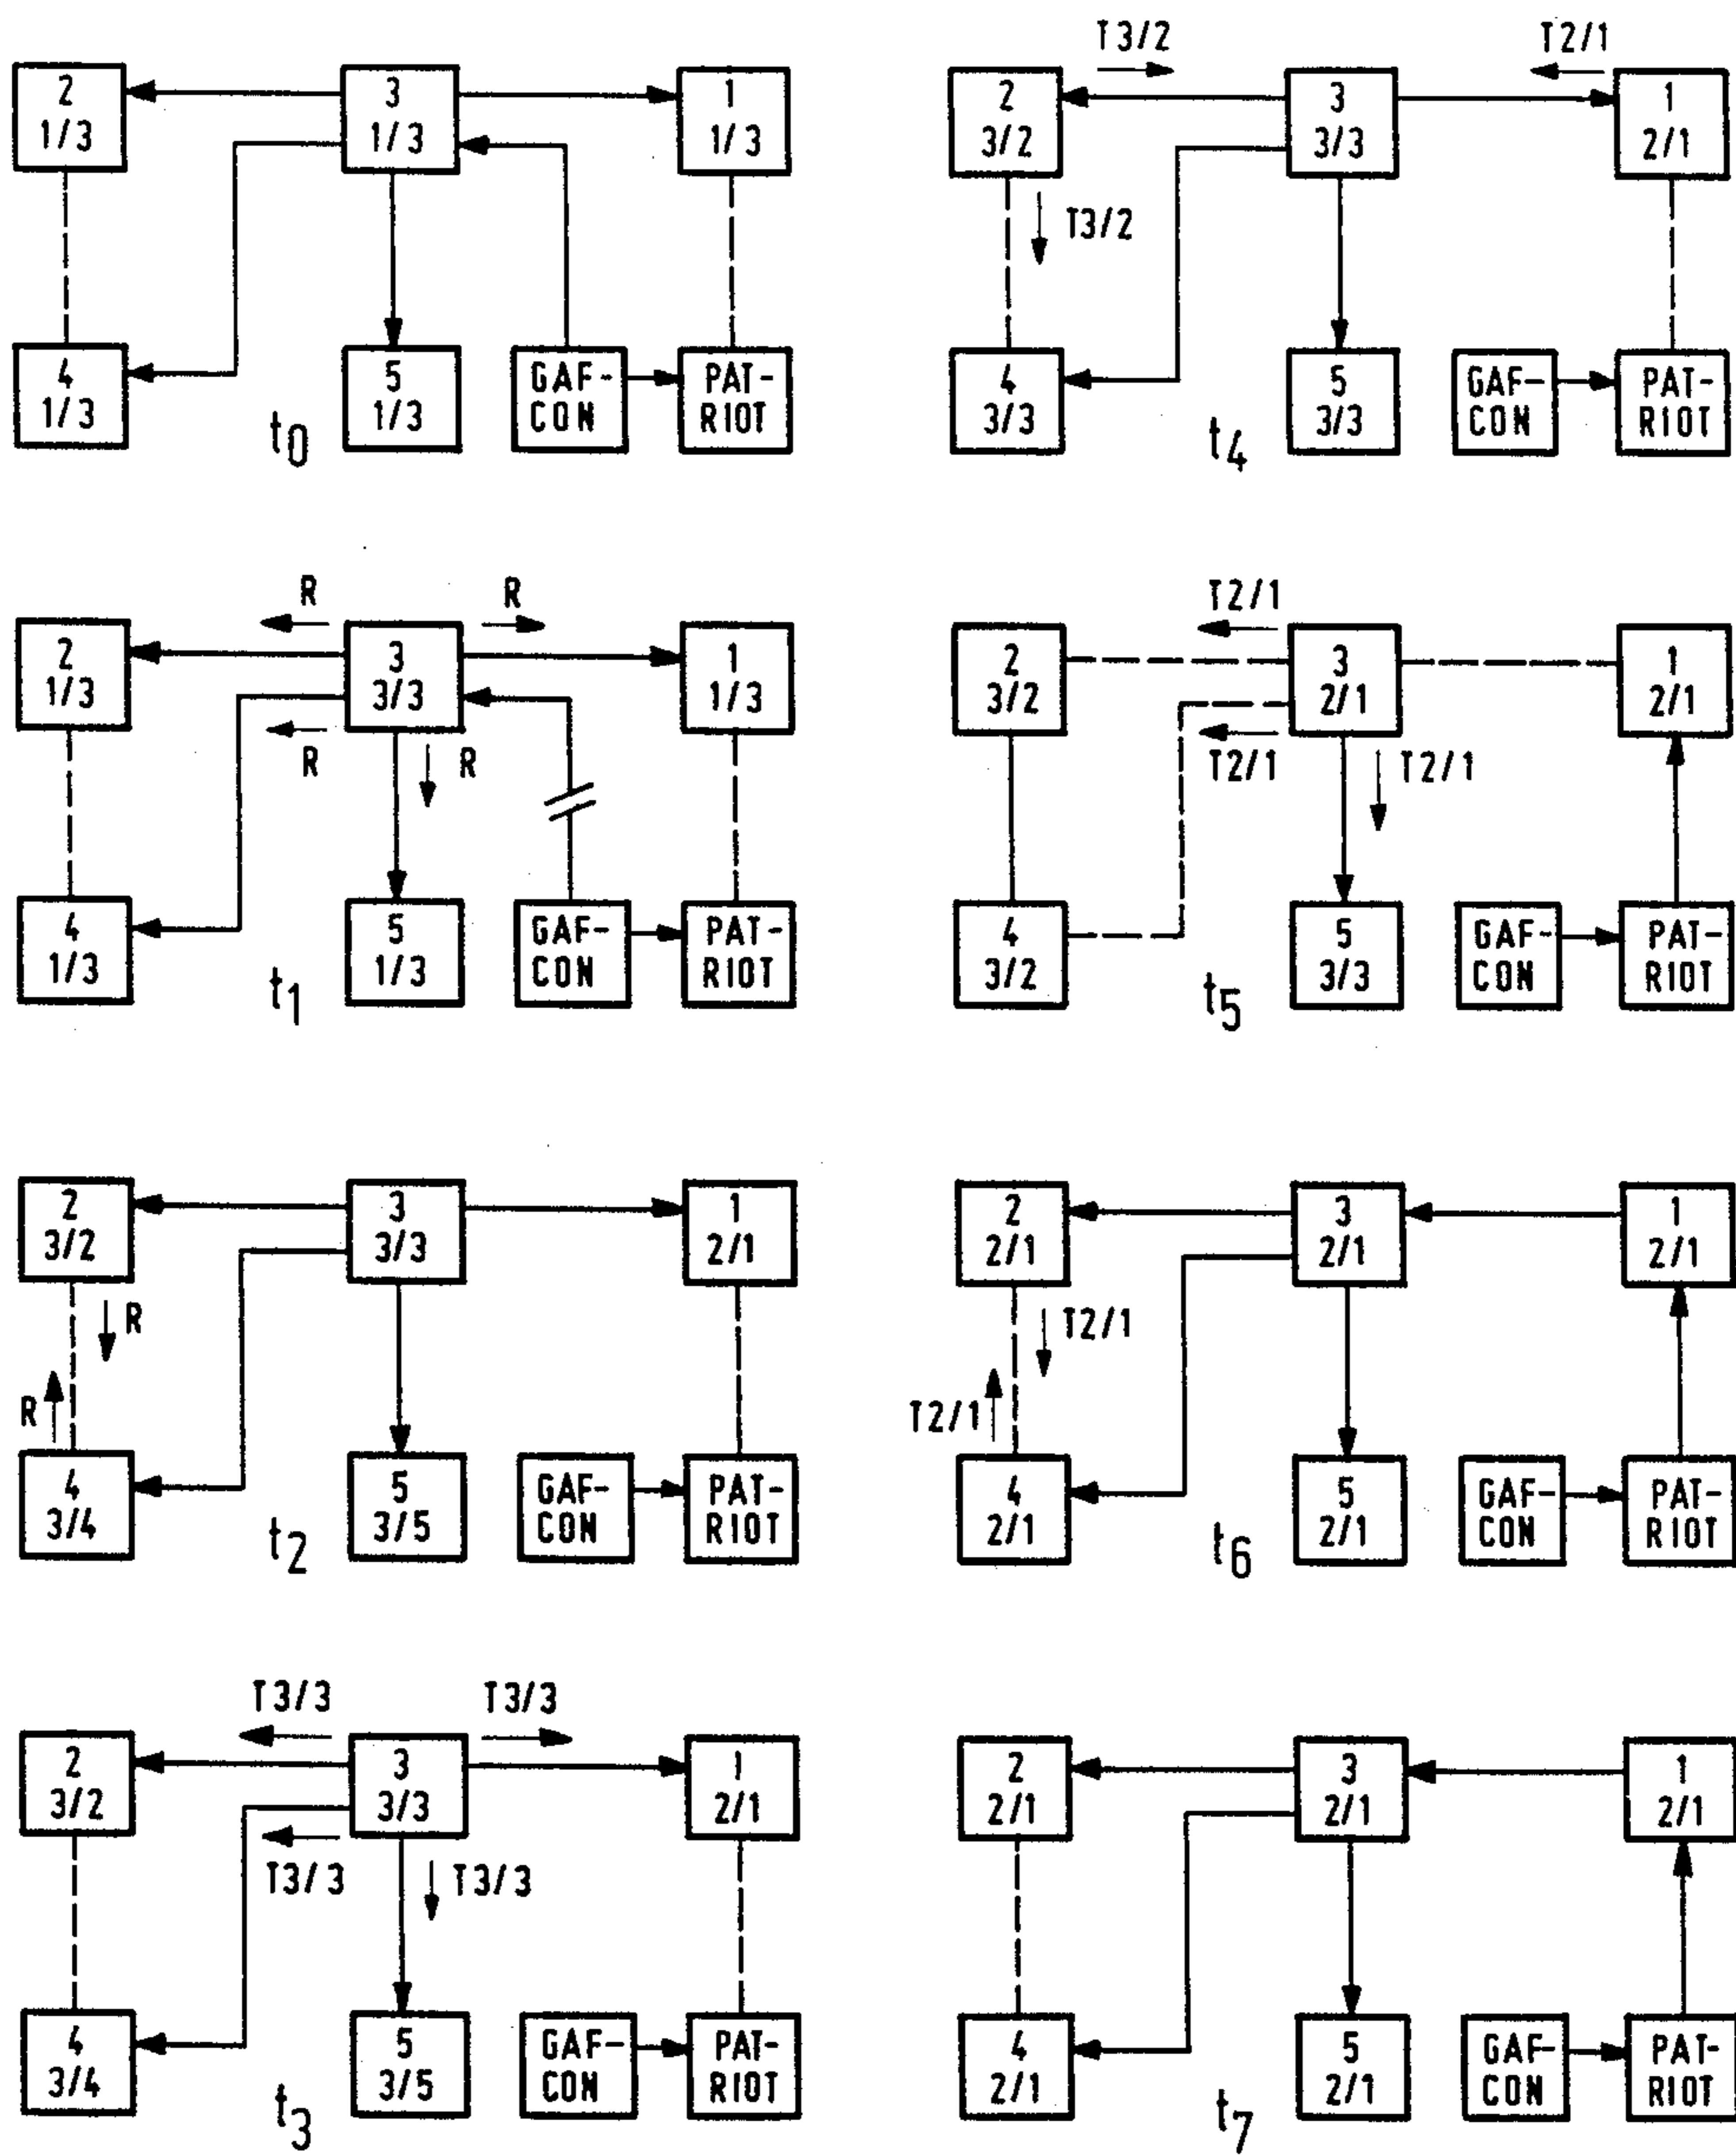 2
1/3
3
1/3
1
1/3
4
1/3
5
1/3
GAF-
CON
PAT-
RIOT
t0
T3/2
T2/1
2
3/2
3
3/3
1
2/1
T3/2
4
3/3
5
3/3
GAF-
CON
PAT-
RIOT
t4
R
R
2
1/3
3
3/3
1
1/3
R
R
4
1/3
5
1/3
GAF-
CON
PAT-
RIOT
t1
T2/1
2
3/2
3
2/1
1
2/1
T2/1
T2/1
4
3/2
5
3/3
GAF-
CON
PAT-
RIOT
t5
2
3/2
3
3/3
1
2/1
R
R
4
3/4
5
3/5
GAF-
CON
PAT-
RIOT
t2
2
2/1
3
2/1
1
2/1
T2/1
T2/1
4
2/1
5
2/1
GAF-
CON
PAT-
RIOT
t6
T3/3
T3/3
2
3/2
3
3/3
1
2/1
T3/3
T3/3
4
3/4
5
3/5
GAF-
CON
PAT-
RIOT
t3
2
2/1
3
2/1
1
2/1
4
2/1
5
2/1
GAF-
CON
PAT-
RIOT
t7